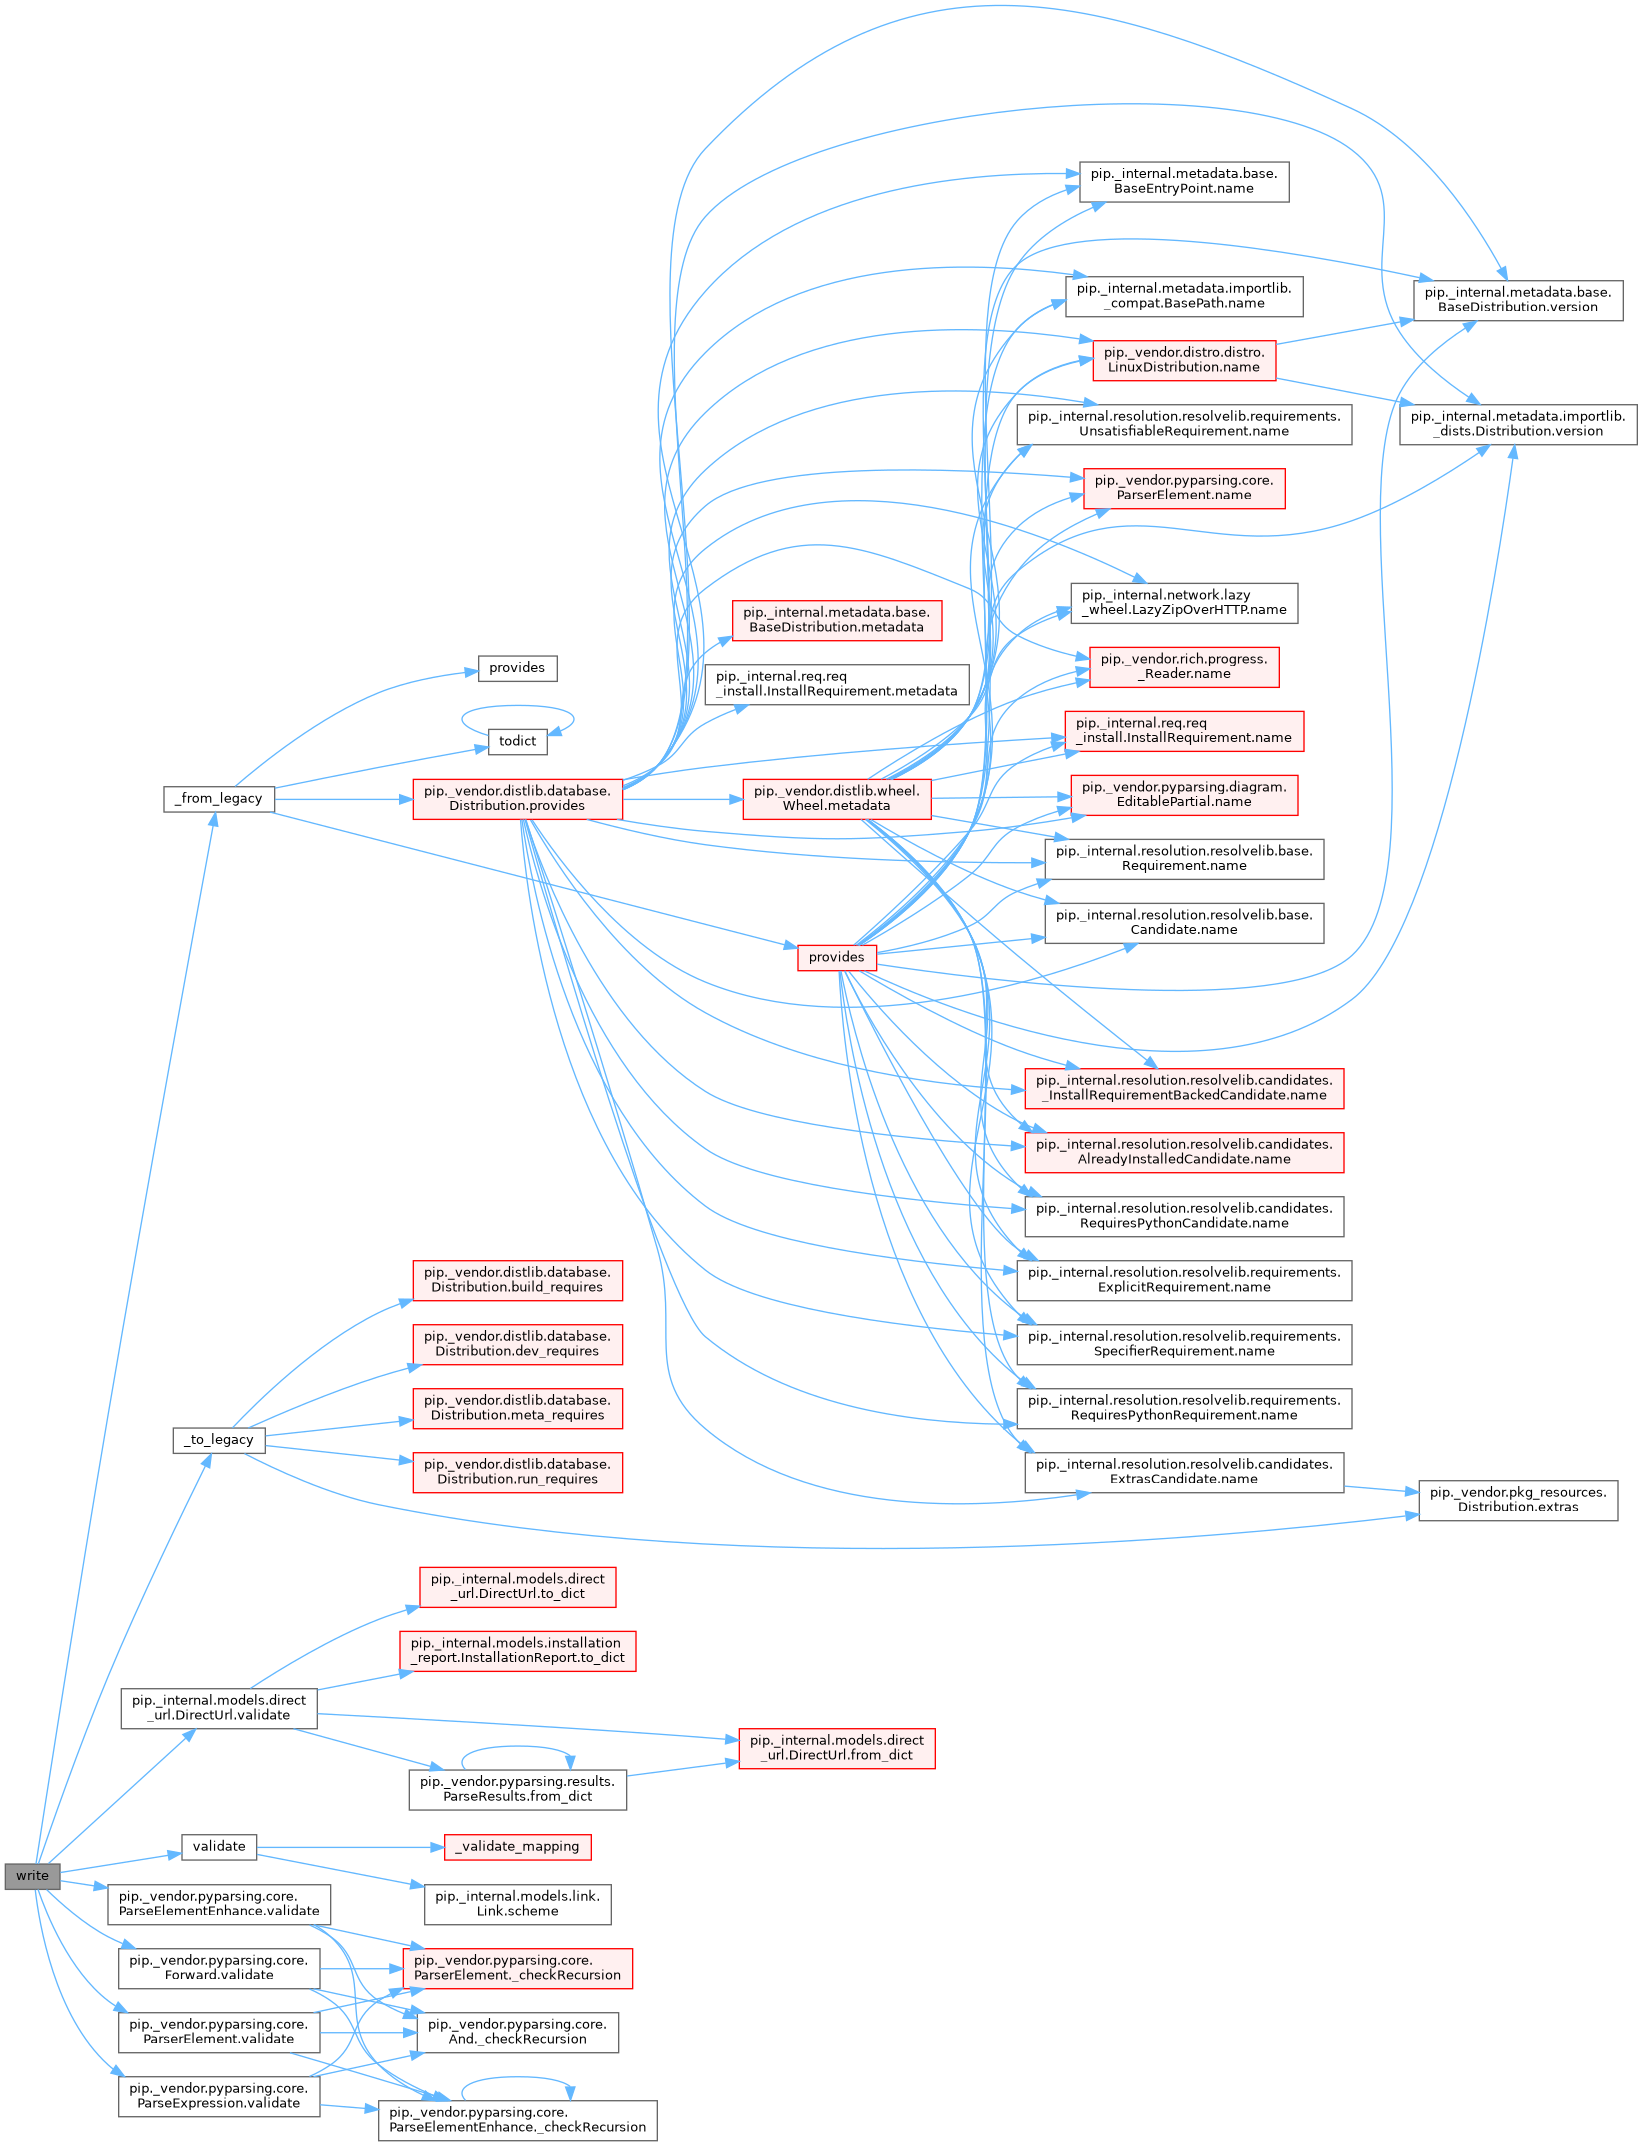 pip._internal.metadata.base.
BaseEntryPoint.name
pip._internal.metadata.importlib.
_compat.BasePath.name
pip._internal.metadata.base.
BaseDistribution.version
pip._vendor.distro.distro.
LinuxDistribution.name
pip._internal.resolution.resolvelib.requirements.
UnsatisfiableRequirement.name
pip._internal.metadata.importlib.
_dists.Distribution.version
pip._vendor.pyparsing.core.
ParserElement.name
pip._internal.network.lazy
_wheel.LazyZipOverHTTP.name
pip._internal.metadata.base.
BaseDistribution.metadata
provides
pip._internal.req.req
_install.InstallRequirement.metadata
pip._vendor.rich.progress.
_Reader.name
todict
pip._internal.req.req
_install.InstallRequirement.name
_from_legacy
pip._vendor.distlib.database.
Distribution.provides
pip._vendor.distlib.wheel.
Wheel.metadata
pip._vendor.pyparsing.diagram.
EditablePartial.name
pip._internal.resolution.resolvelib.base.
Requirement.name
pip._internal.resolution.resolvelib.base.
Candidate.name
provides
pip._internal.resolution.resolvelib.candidates.
_InstallRequirementBackedCandidate.name
pip._internal.resolution.resolvelib.candidates.
AlreadyInstalledCandidate.name
pip._internal.resolution.resolvelib.candidates.
RequiresPythonCandidate.name
pip._vendor.distlib.database.
Distribution.build_requires
pip._internal.resolution.resolvelib.requirements.
ExplicitRequirement.name
pip._vendor.distlib.database.
Distribution.dev_requires
pip._internal.resolution.resolvelib.requirements.
SpecifierRequirement.name
pip._vendor.distlib.database.
Distribution.meta_requires
pip._internal.resolution.resolvelib.requirements.
RequiresPythonRequirement.name
_to_legacy
pip._vendor.distlib.database.
Distribution.run_requires
pip._internal.resolution.resolvelib.candidates.
ExtrasCandidate.name
pip._vendor.pkg_resources.
Distribution.extras
pip._internal.models.direct
_url.DirectUrl.to_dict
pip._internal.models.installation
_report.InstallationReport.to_dict
pip._internal.models.direct
_url.DirectUrl.validate
pip._internal.models.direct
_url.DirectUrl.from_dict
pip._vendor.pyparsing.results.
ParseResults.from_dict
validate
_validate_mapping
write
pip._vendor.pyparsing.core.
ParseElementEnhance.validate
pip._internal.models.link.
Link.scheme
pip._vendor.pyparsing.core.
Forward.validate
pip._vendor.pyparsing.core.
ParserElement._checkRecursion
pip._vendor.pyparsing.core.
ParserElement.validate
pip._vendor.pyparsing.core.
And._checkRecursion
pip._vendor.pyparsing.core.
ParseExpression.validate
pip._vendor.pyparsing.core.
ParseElementEnhance._checkRecursion